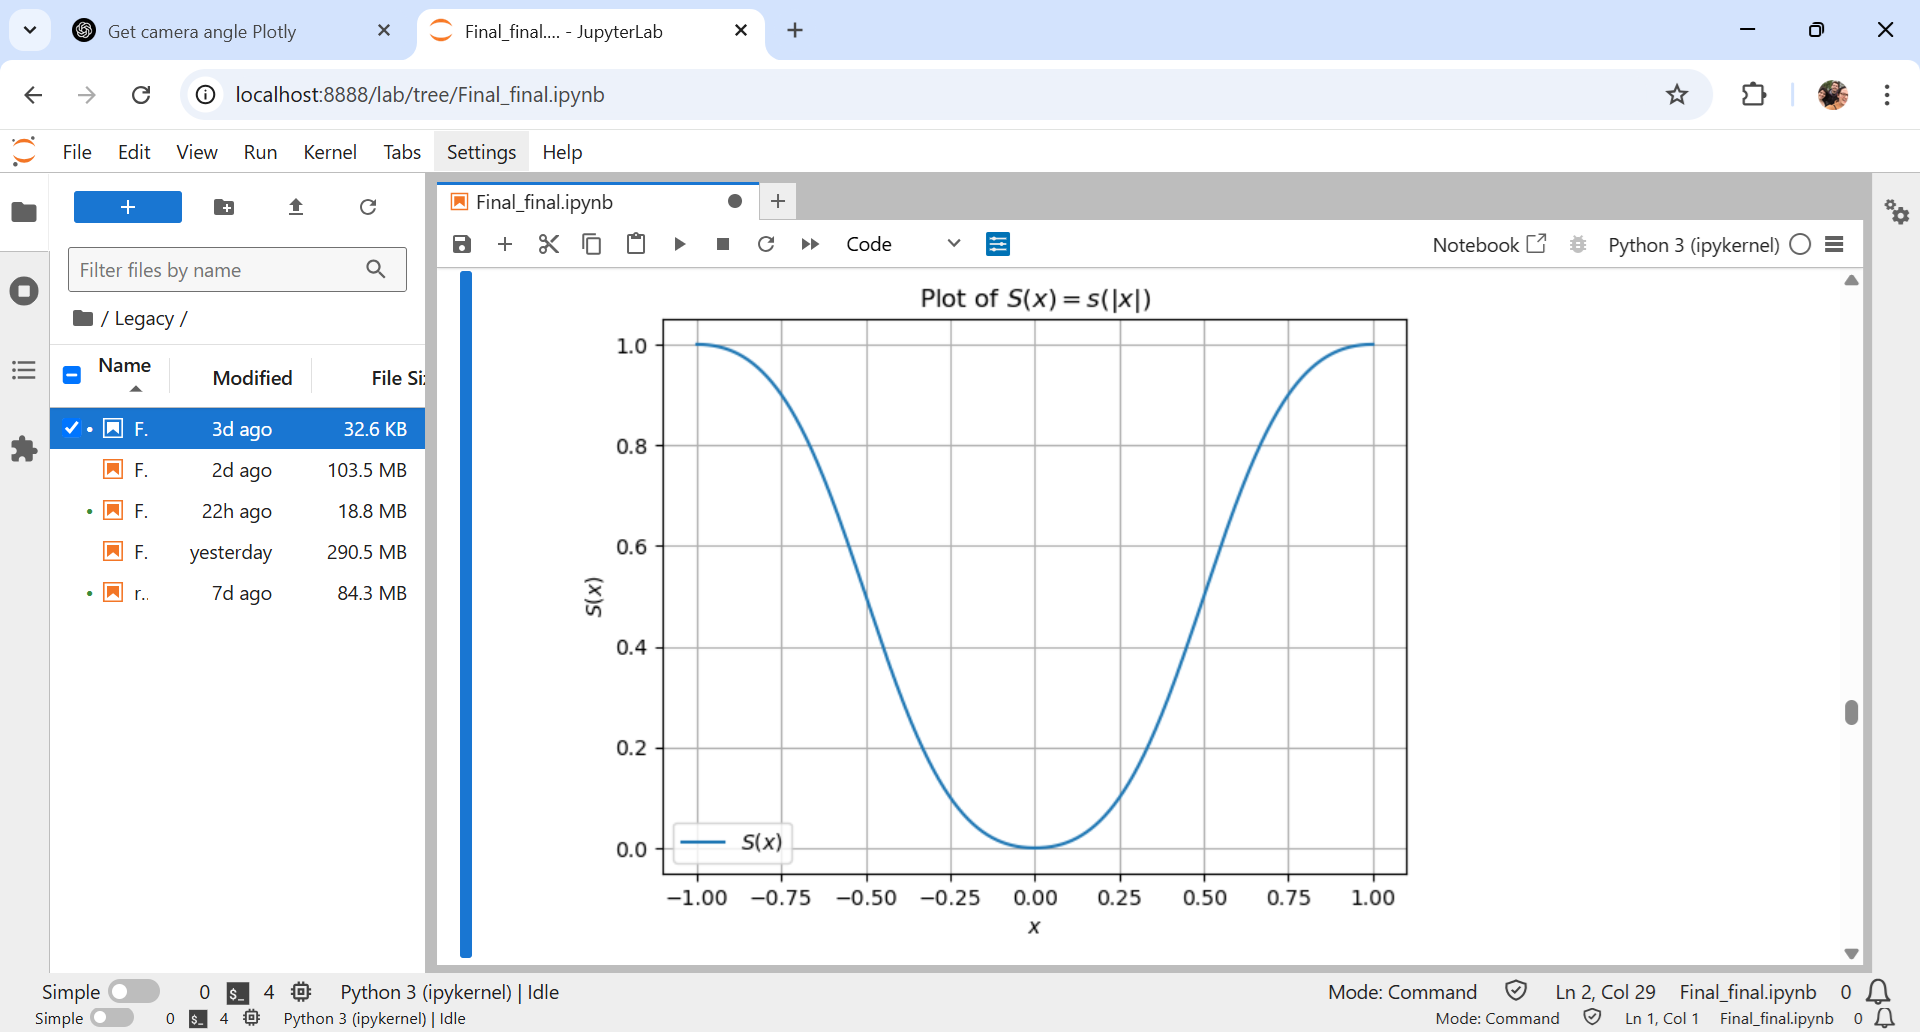 Get camera angle Plotly
Final_final.... - JupyterLab
localhost:8888/lab/tree/Final_final.ipynb
File Edit View Run Kernel Tabs Settings Help
Filter files by name
/ Legacy /
Name Modified File Si
F. 3d ago 32.6 KB
F. 2d ago 103.5 MB
F. 22h ago 18.8 MB
F. yesterday 290.5 MB
r.. 7d ago 84.3 MB
Final_final.ipynb
Code
Notebook
Python 3 (ipykernel)
Plot of S(x) = s(|x|)
1.0
0.8
0.6
0.4
0.2
0.0
S(x)
S(x)
−1.00 −0.75 −0.50 −0.25 0.00 0.25 0.50 0.75 1.00
x
Simple 0 $_ 4 Python 3 (ipykernel) | Idle Mode: Command Ln 2, Col 29 Final_final.ipynb 0
Simple 0 $_ 4 Python 3 (ipykernel) | Idle Mode: Command Ln 1, Col 1 Final_final.ipynb 0